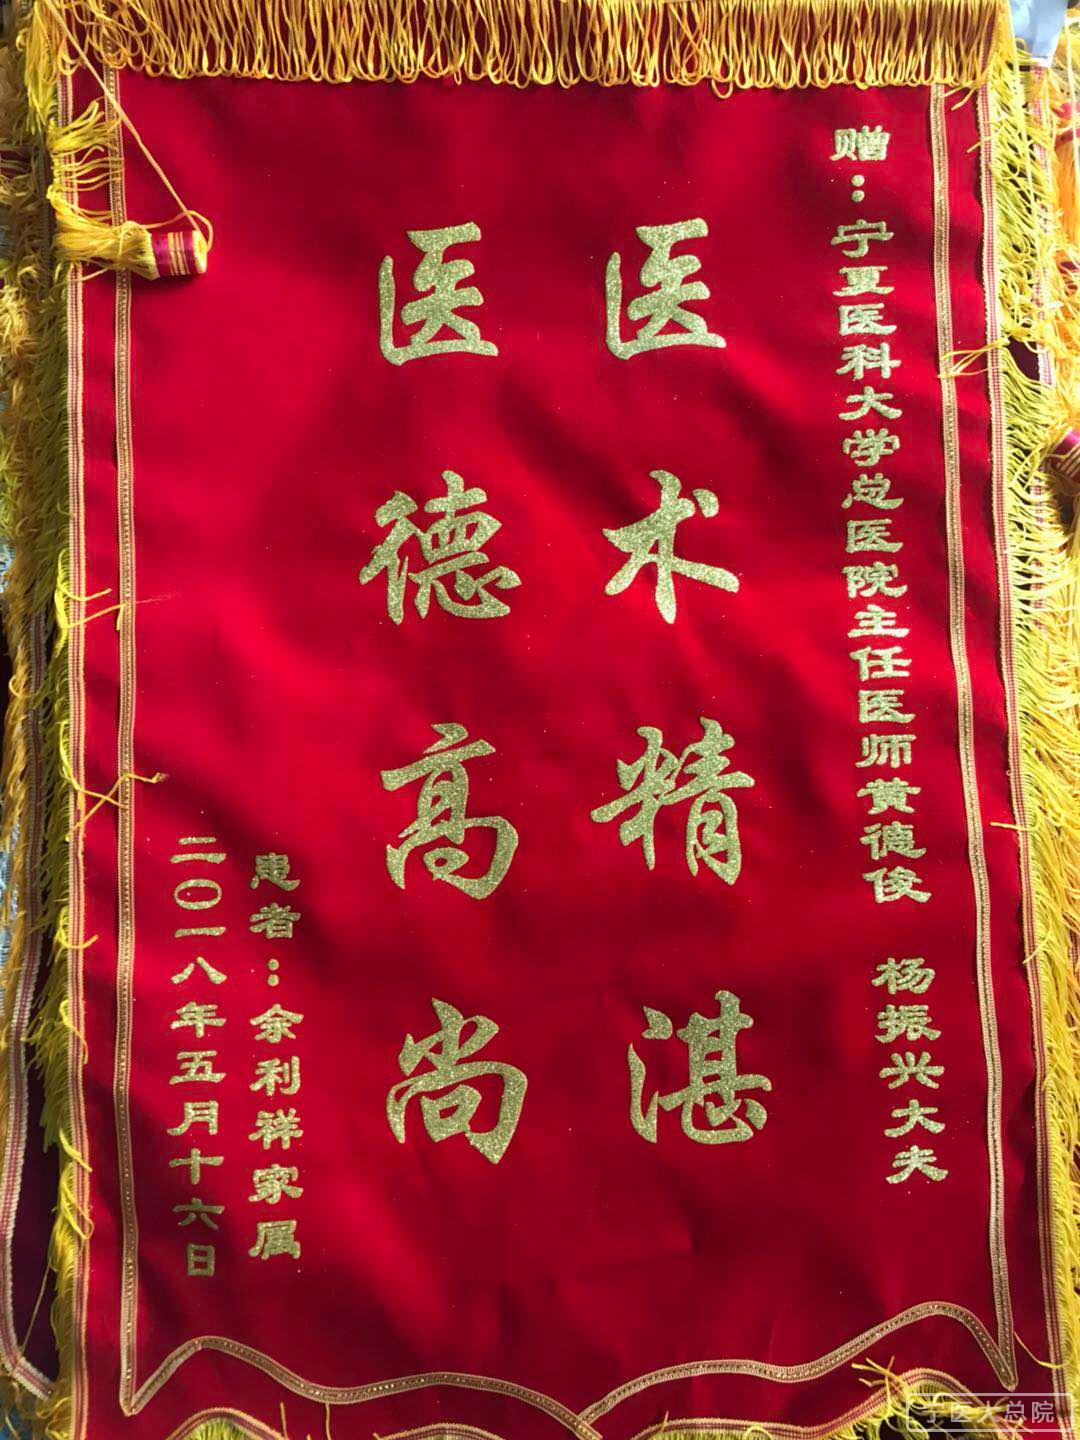 赠：宁夏医科大学总医院主任医师黄德俊 杨振兴大夫
医术精湛
医德高尚
患者：余利祥家属
二〇一八年五月十六日
宁医大总院